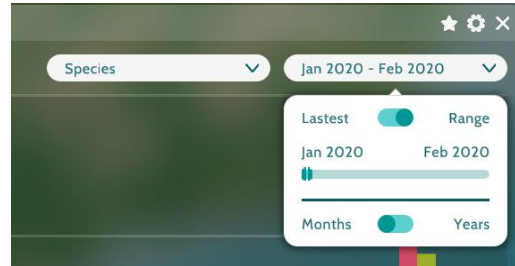 Species
Jan 2020 - Feb 2020
Lastest Range
Jan 2020 Feb 2020
Months Years